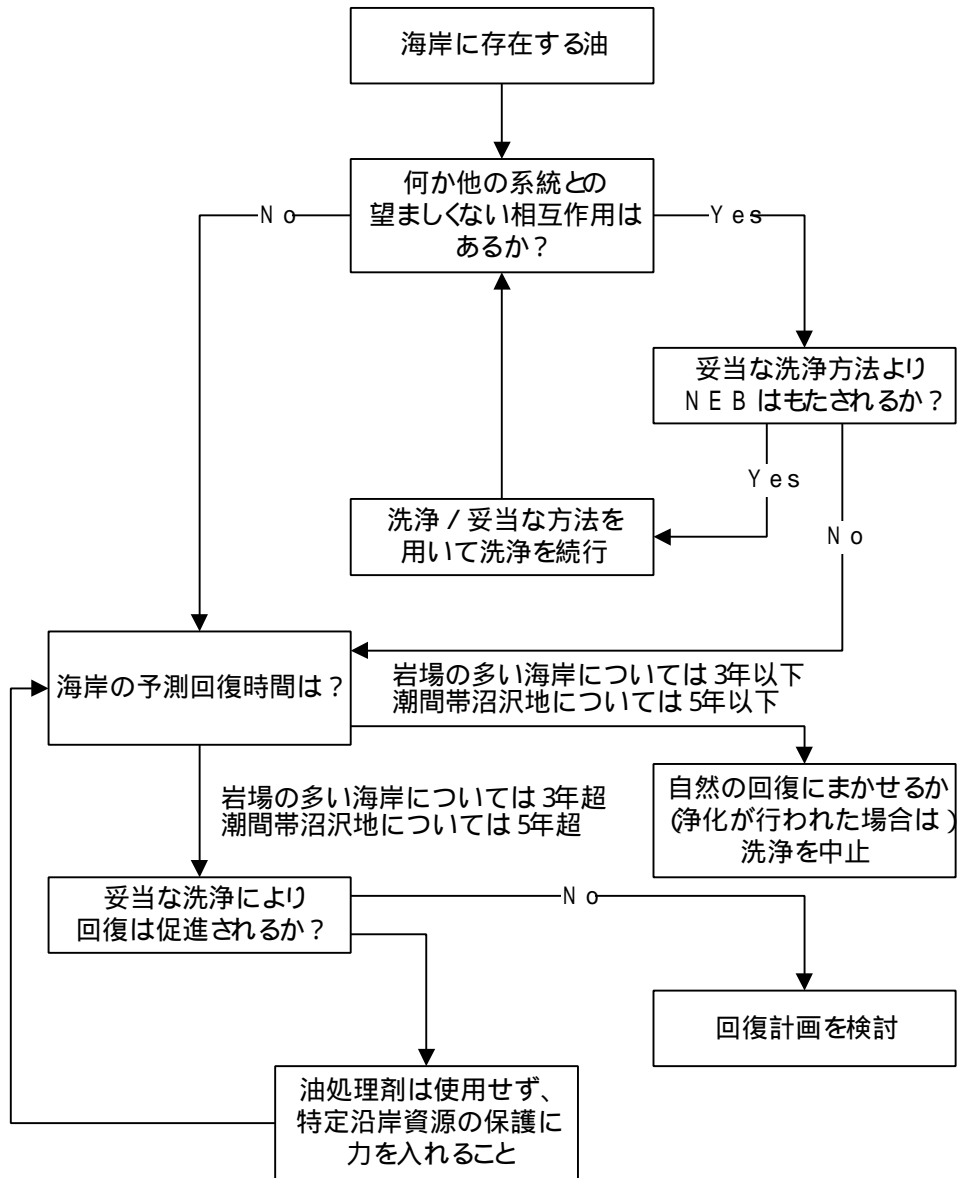 海岸に存在する油
何か他の系統との
望ましくない相互作用は
あるか？
No
Yes
妥当な洗浄方法より
NEBはもたされるか？
Yes
No
洗浄／妥当な方法を
用いて洗浄を続行
海岸の予測回復時間は？
岩場の多い海岸については3年以下
潮間帯沼沢地については5年以下
岩場の多い海岸については3年超
潮間帯沼沢地については5年超
自然の回復にまかせるか
(浄化が行われた場合は)
洗浄を中止
妥当な洗浄により
回復は促進されるか？
No
回復計画を検討
油処理剤は使用せず、
特定沿岸資源の保護に
力を入れること